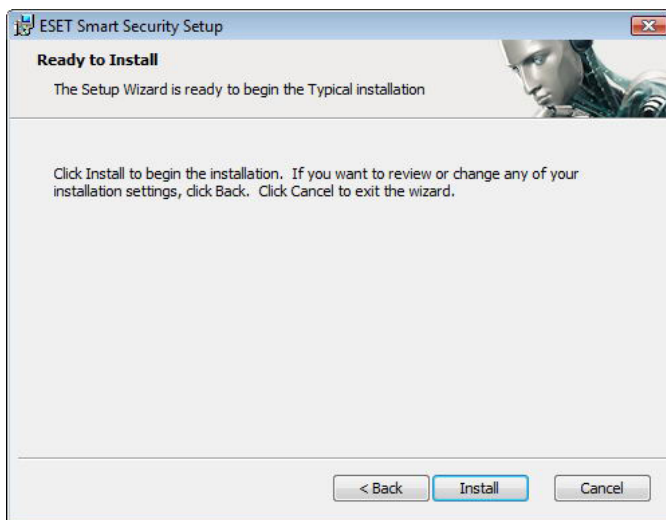 ESET Smart Security Setup
Ready to Install
The Setup Wizard is ready to begin the Typical installation
Click Install to begin the installation.  If you want to review or change any of your
installation settings, click Back.  Click Cancel to exit the wizard.
< Back Install Cancel